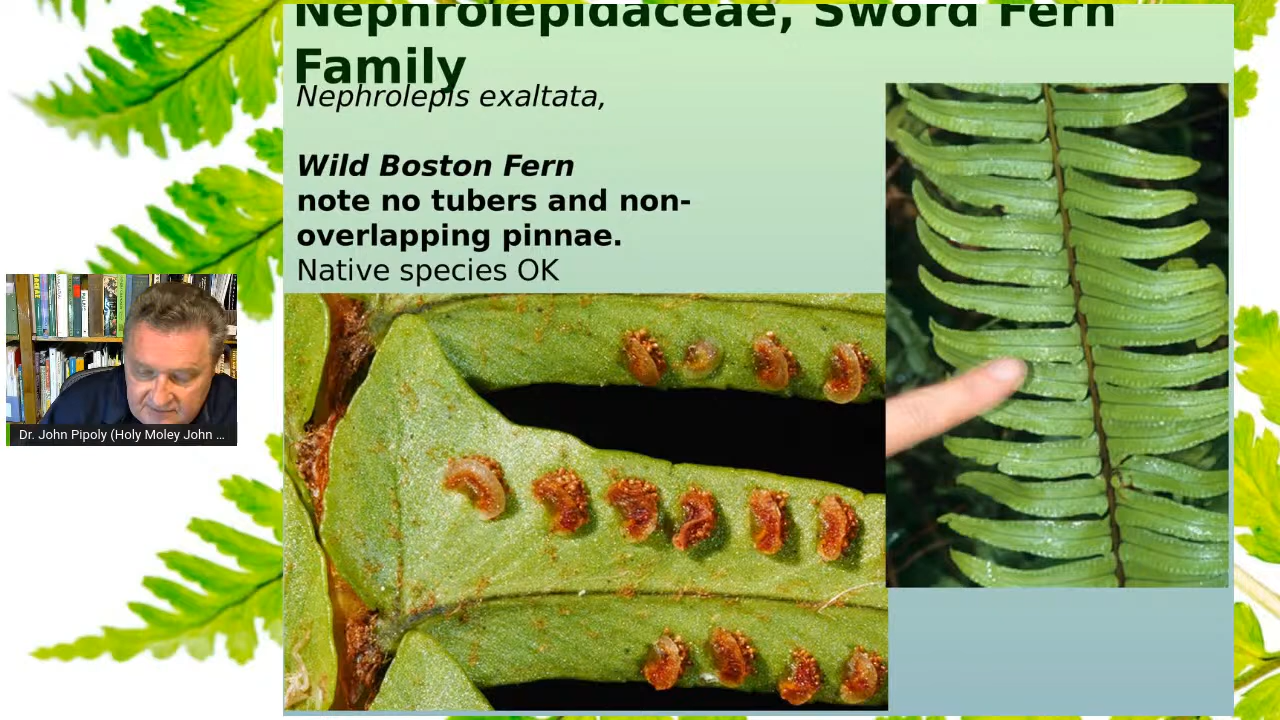 Nephrolepidaceae, Sword Fern
Family
Nephrolepis exaltata,
Wild Boston Fern
note no tubers and non-
overlapping pinnae.
Native species OK
Dr. John Pipoly (Holy Moley John ...